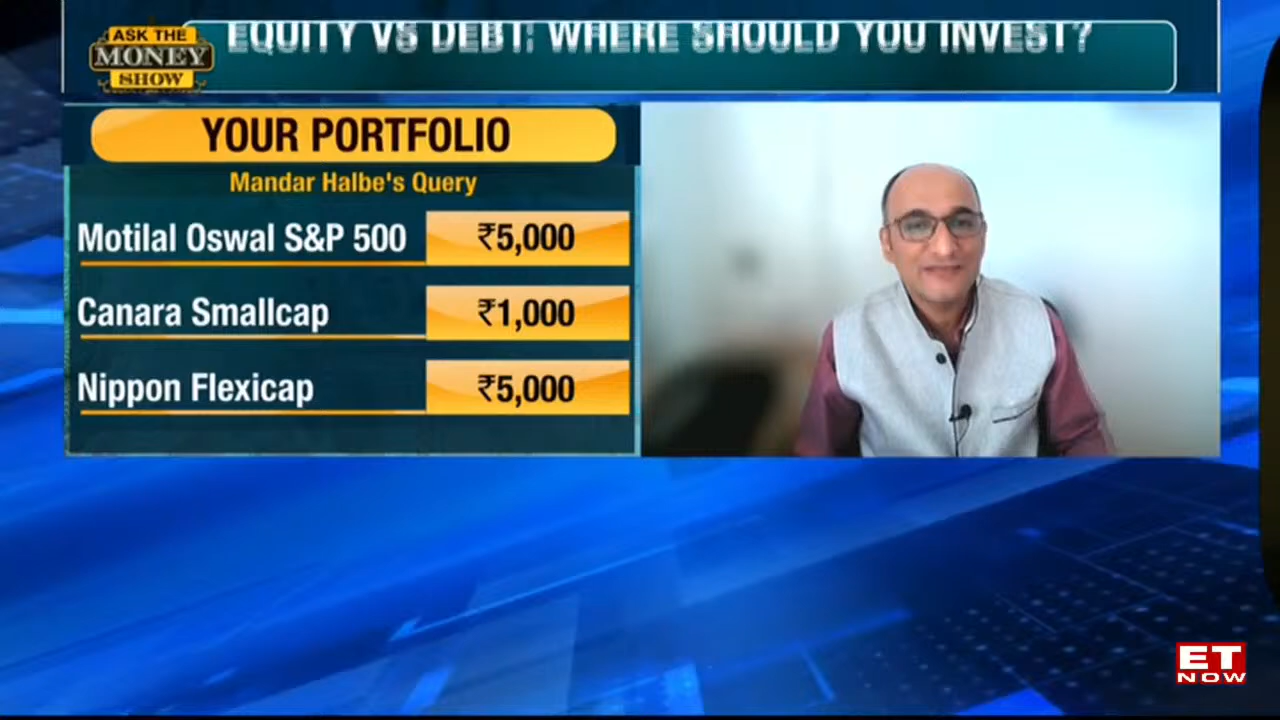 ASK THE
MONEY
SHOW
EQUITY VS DEBT: WHERE SHOULD YOU INVEST?
YOUR PORTFOLIO
Mandar Halbe's Query
Motilal Oswal S&P 500 ₹5,000
Canara Smallcap ₹1,000
Nippon Flexicap ₹5,000
ET
NOW